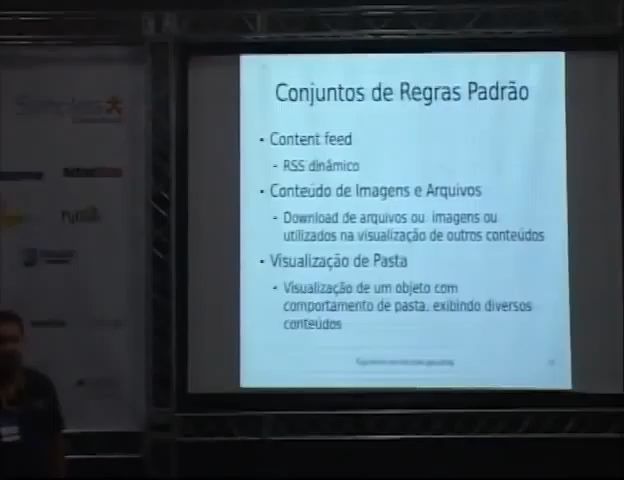 Conjuntos de Regras Padrão
• Content feed
- RSS dinâmico
• Conteúdo de Imagens e Arquivos
- Download de arquivos ou imagens ou
utilizados na visualização de outros conteúdos
• Visualização de Pasta
- Visualização de um objeto com
comportamento de pasta, exibindo diversos
conteúdos
Simples